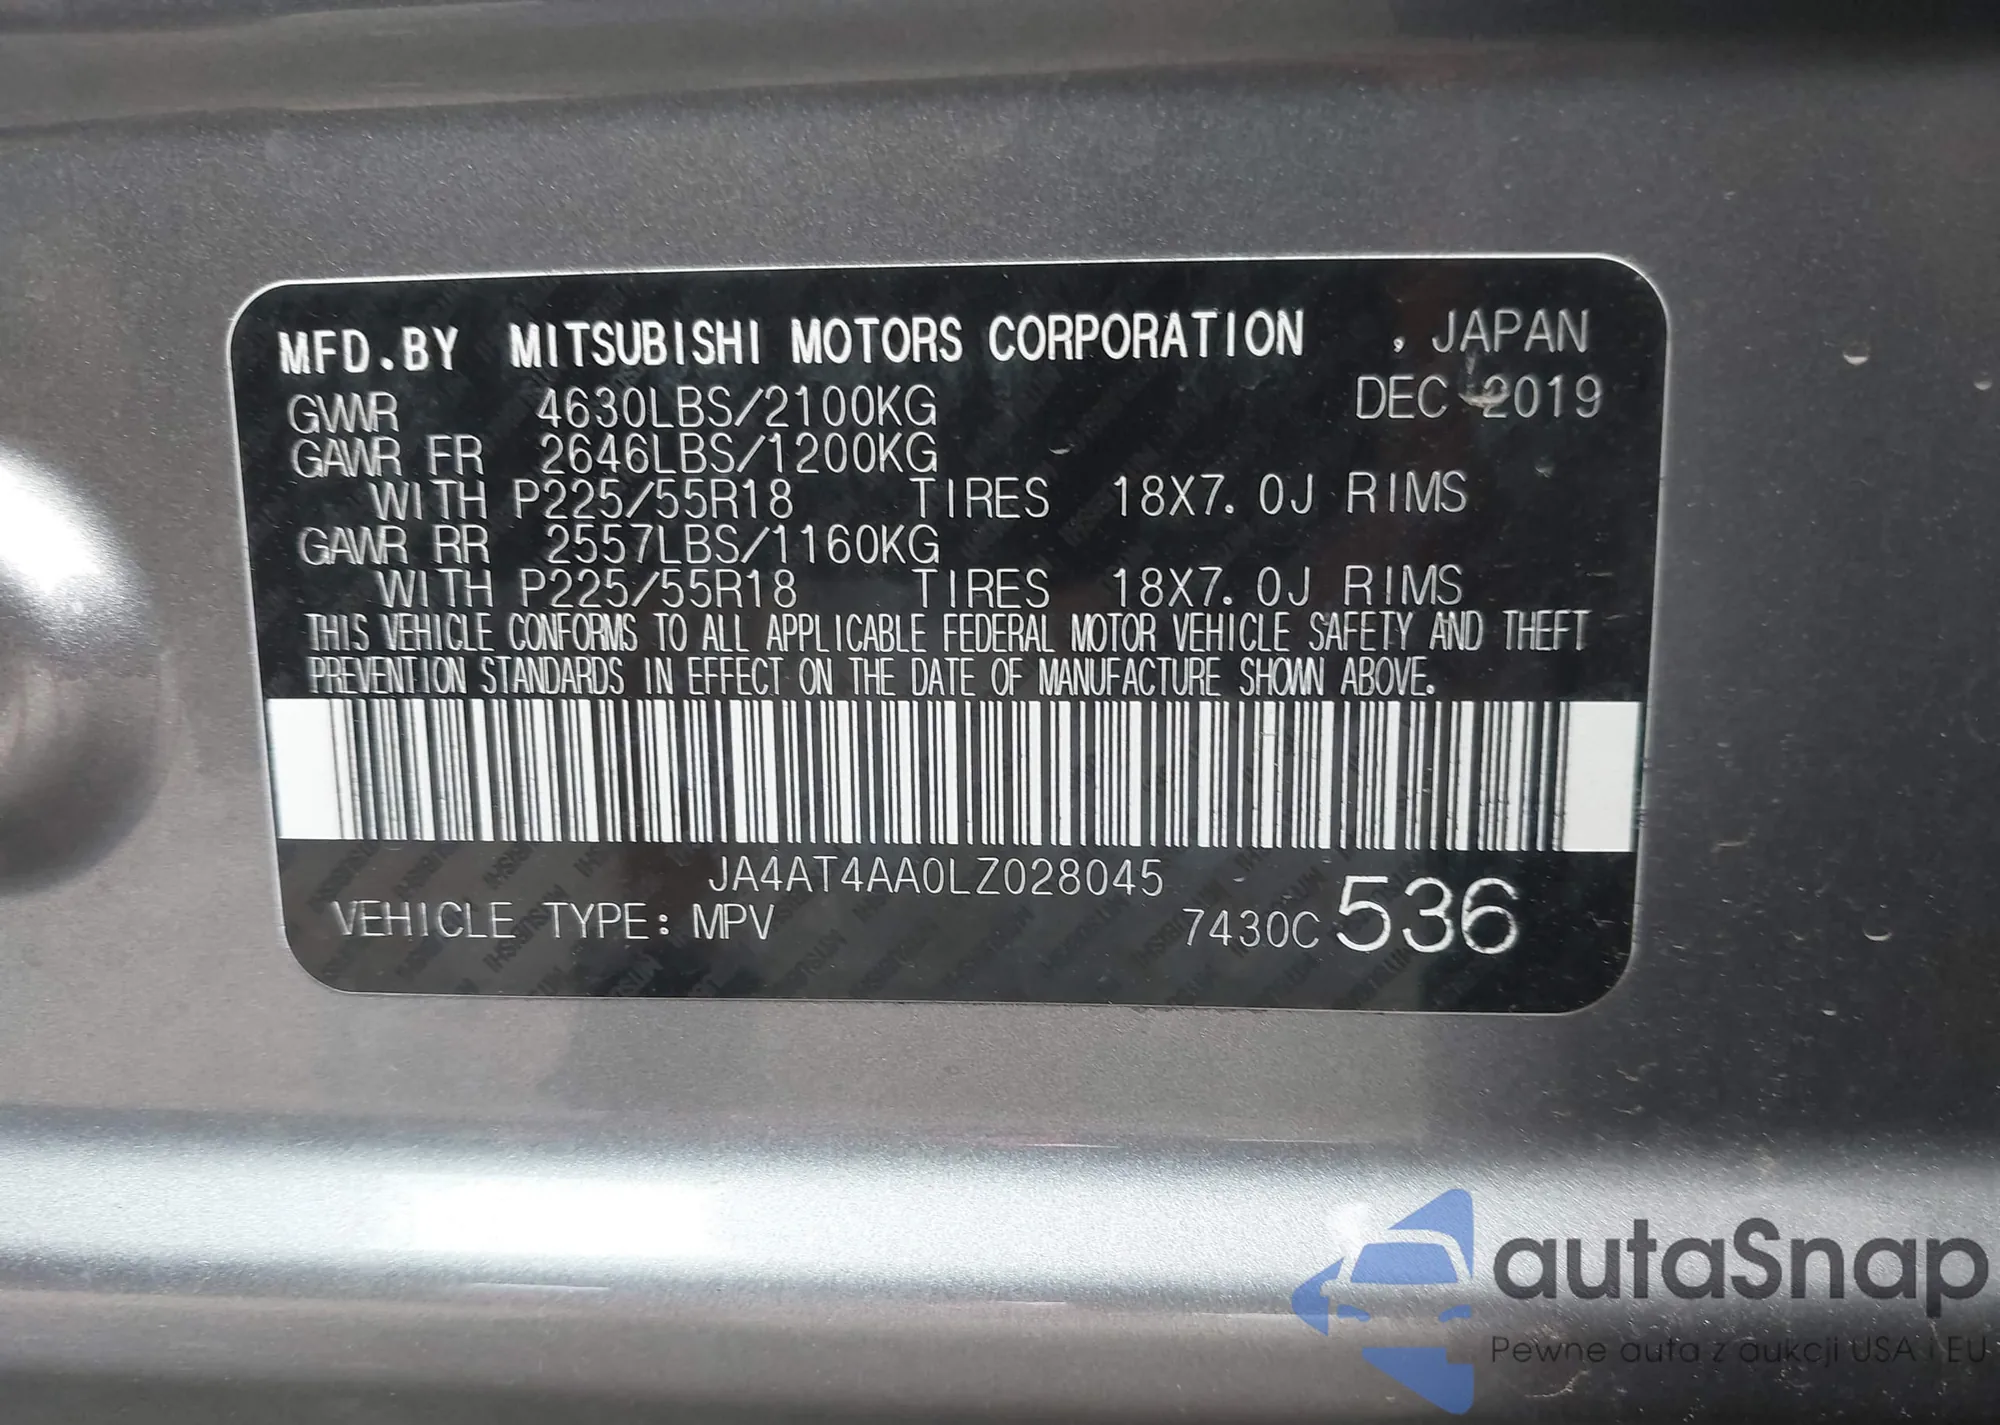 MFD.BY MITSUBISHI MOTORS CORPORATION , JAPAN
GVWR 4630LBS/2100KG DEC 2019
GAWR FR 2646LBS/1200KG
WITH P225/55R18 TIRES 18X7.0J RIMS
GAWR RR 2557LBS/1160KG
WITH P225/55R18 TIRES 18X7.0J RIMS
THIS VEHICLE CONFORMS TO ALL APPLICABLE FEDERAL MOTOR VEHICLE SAFETY AND THEFT
PREVENTION STANDARDS IN EFFECT ON THE DATE OF MANUFACTURE SHOWN ABOVE.
JA4AT4AA0LZ028045
VEHICLE TYPE: MPV 7430C 536
autaSnap
Pewne auta z aukcji USA i EU